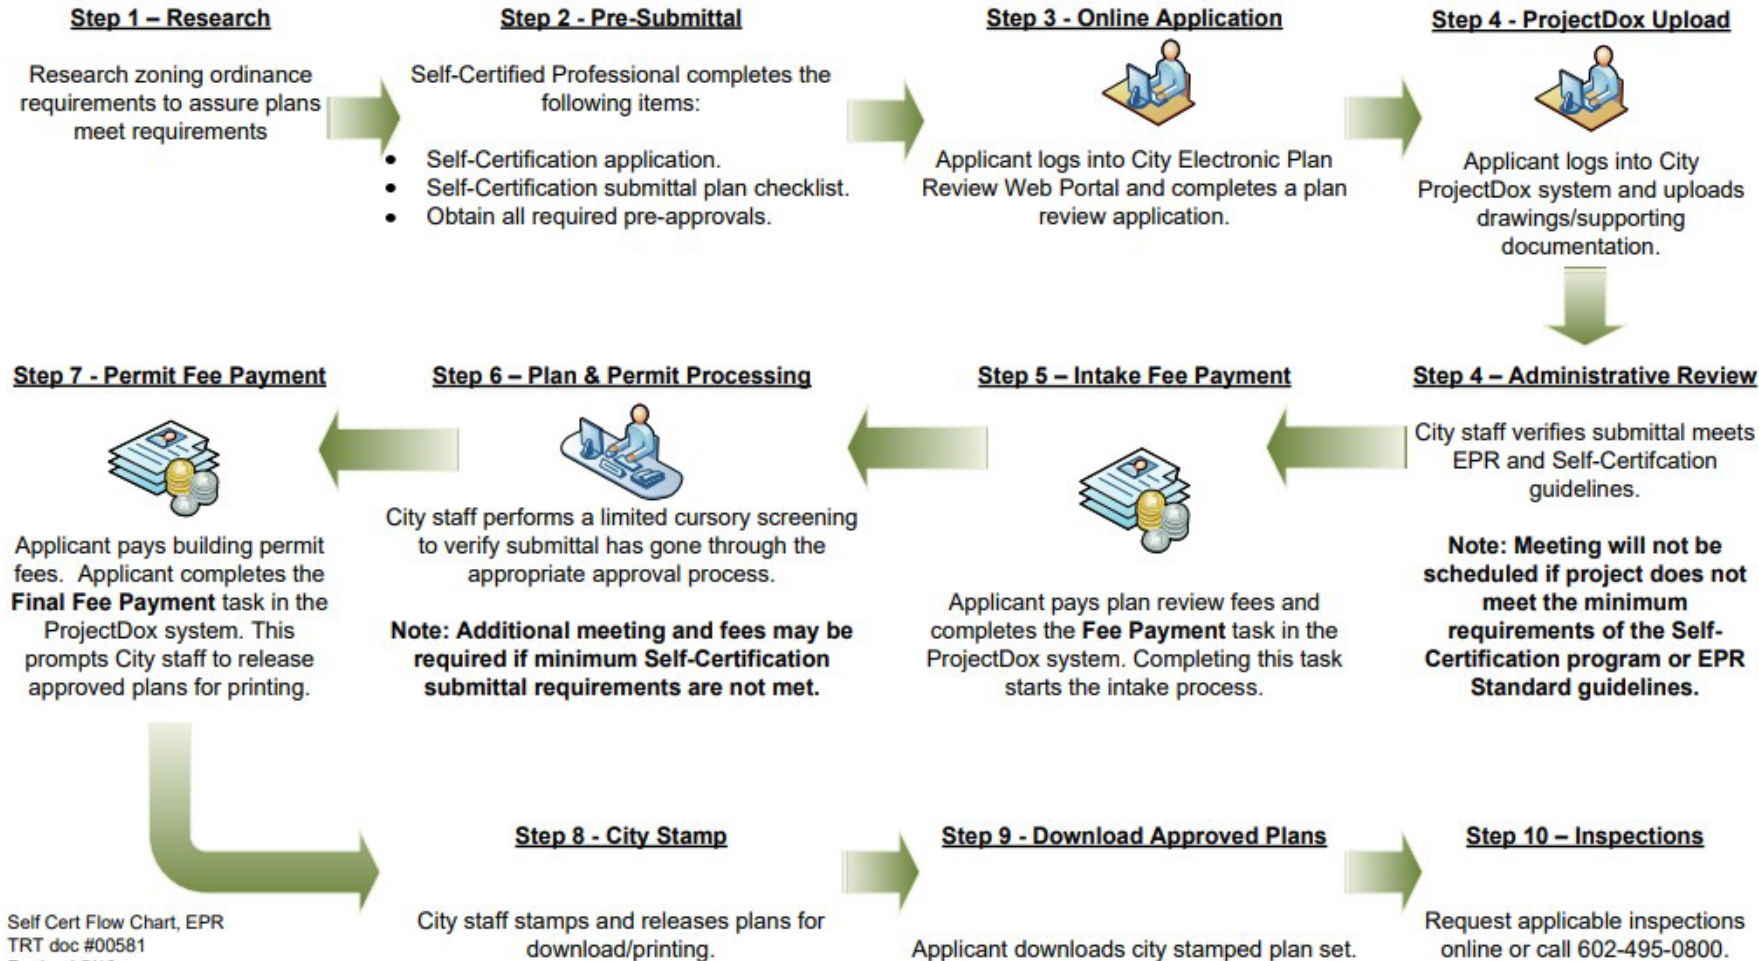 Step 1 – Research
Research zoning ordinance
requirements to assure plans
meet requirements
Step 2 - Pre-Submittal
Self-Certified Professional completes the
following items:
• Self-Certification application.
• Self-Certification submittal plan checklist.
• Obtain all required pre-approvals.
Step 3 - Online Application
Applicant logs into City Electronic Plan
Review Web Portal and completes a plan
review application.
Step 4 - ProjectDox Upload
Applicant logs into City
ProjectDox system and uploads
drawings/supporting
documentation.
Step 4 – Administrative Review
City staff verifies submittal meets
EPR and Self-Certifcation
guidelines.
Note: Meeting will not be
scheduled if project does not
meet the minimum
requirements of the Self-
Certification program or EPR
Standard guidelines.
Step 5 – Intake Fee Payment
Applicant pays plan review fees and
completes the Fee Payment task in the
ProjectDox system. Completing this task
starts the intake process.
Step 6 – Plan & Permit Processing
City staff performs a limited cursory screening
to verify submittal has gone through the
appropriate approval process.
Note: Additional meeting and fees may be
required if minimum Self-Certification
submittal requirements are not met.
Step 7 - Permit Fee Payment
Applicant pays building permit
fees. Applicant completes the
Final Fee Payment task in the
ProjectDox system. This
prompts City staff to release
approved plans for printing.
Step 8 - City Stamp
City staff stamps and releases plans for
download/printing.
Step 9 - Download Approved Plans
Applicant downloads city stamped plan set.
Step 10 – Inspections
Request applicable inspections
online or call 602-495-0800.
Self Cert Flow Chart, EPR
TRT doc #00581